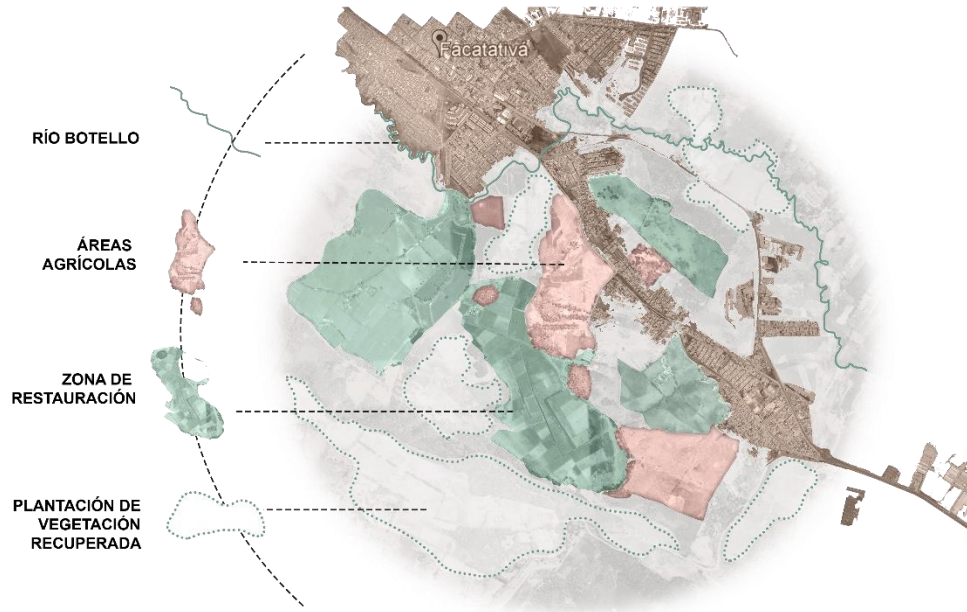 Facatativá
RÍO BOTELLO
ÁREAS
AGRÍCOLAS
ZONA DE
RESTAURACIÓN
PLANTACIÓN DE
VEGETACIÓN
RECUPERADA